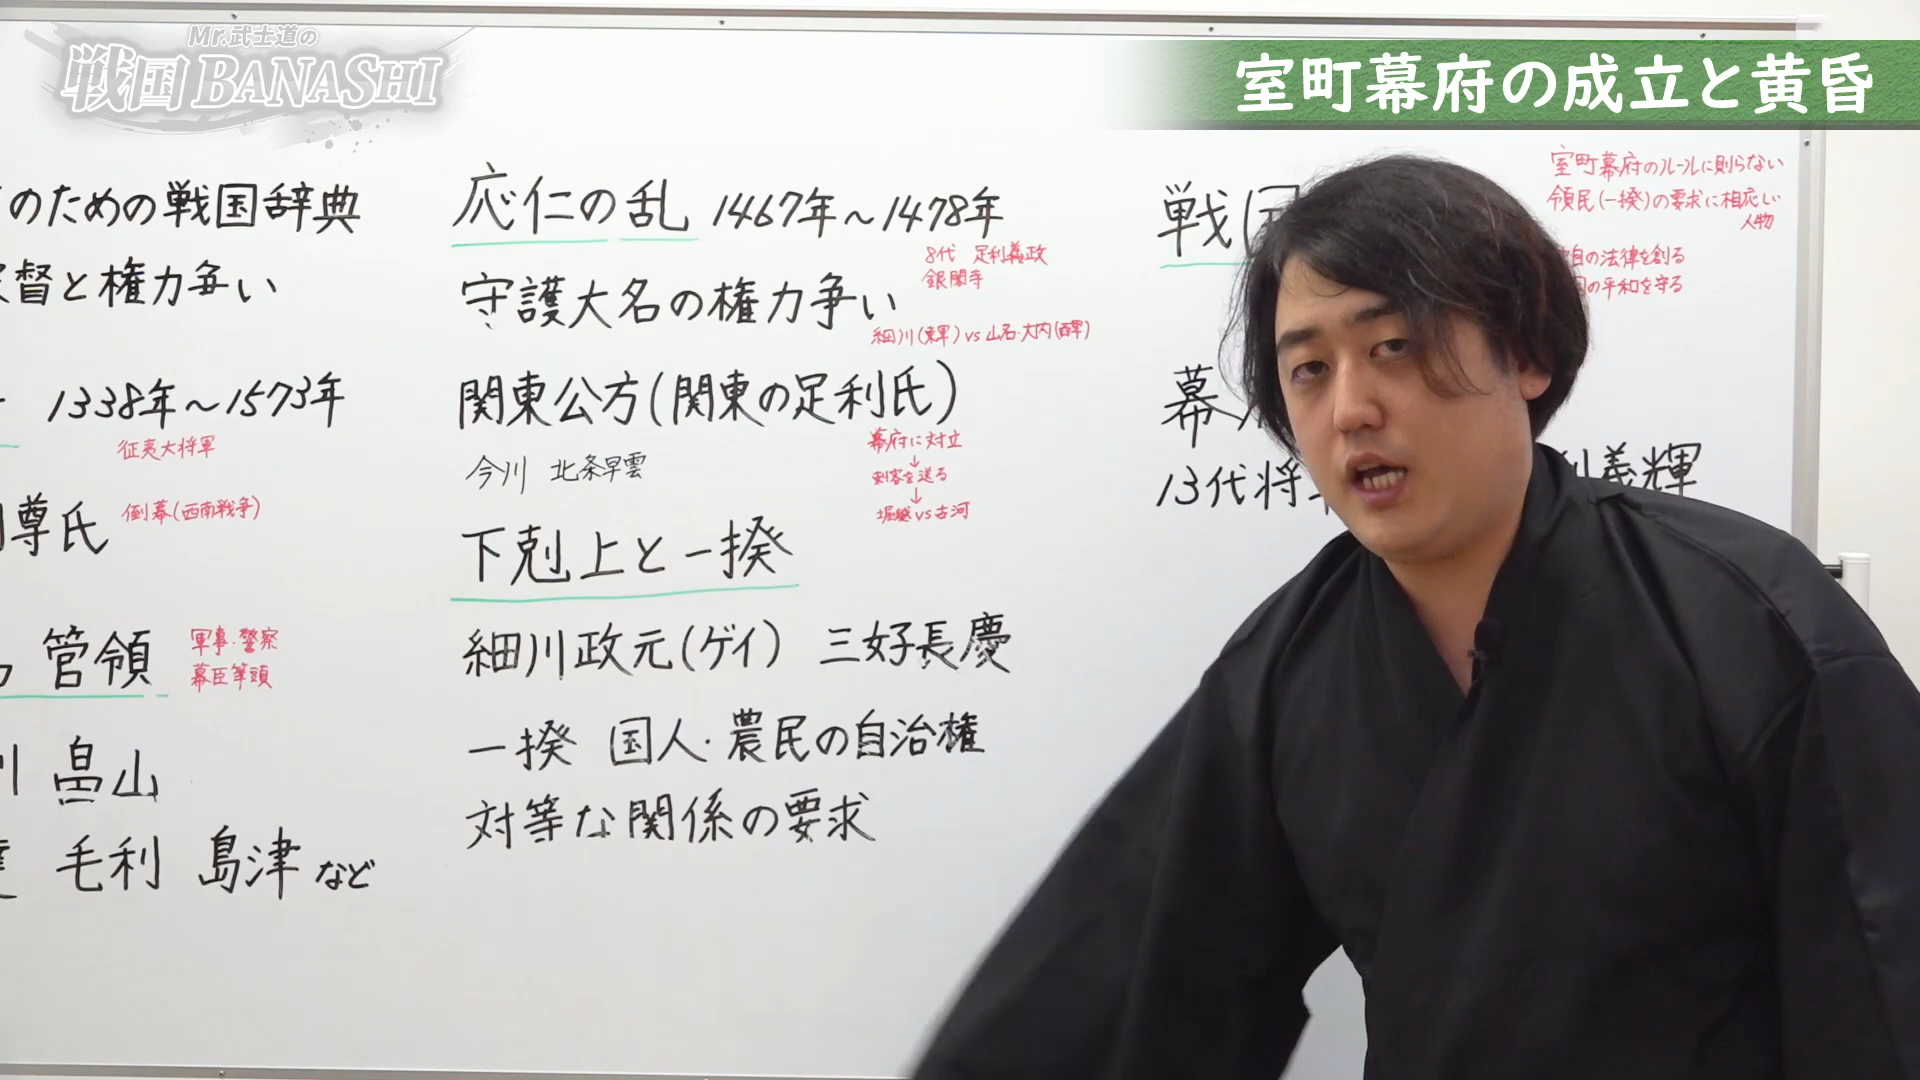 Mr.武士道の
戦国BANASHI
室町幕府の成立と黄昏
のための戦国辞典
督と権力争い
1338年～1573年
征夷大将軍
尊氏
倒幕(西南戦争)
管領
軍事・警察
幕臣筆頭
畠山
毛利 島津 など
応仁の乱 1467年～1478年
8代 足利義政
銀閣寺
守護大名の権力争い
細川(東軍)vs山名・大内(西軍)
関東公方(関東の足利氏)
幕府に対立
↓
刺客を送る
↓
堀越vs古河
今川 北条早雲
下剋上と一揆
細川政元(ゲイ) 三好長慶
一揆 国人・農民の自治権
対等な関係の要求
戦国
室町幕府のルールに則らない
領民(一揆)の要求に相応しい
人物
自の法律を創る
国の平和を守る
幕府
13代将軍 利義輝